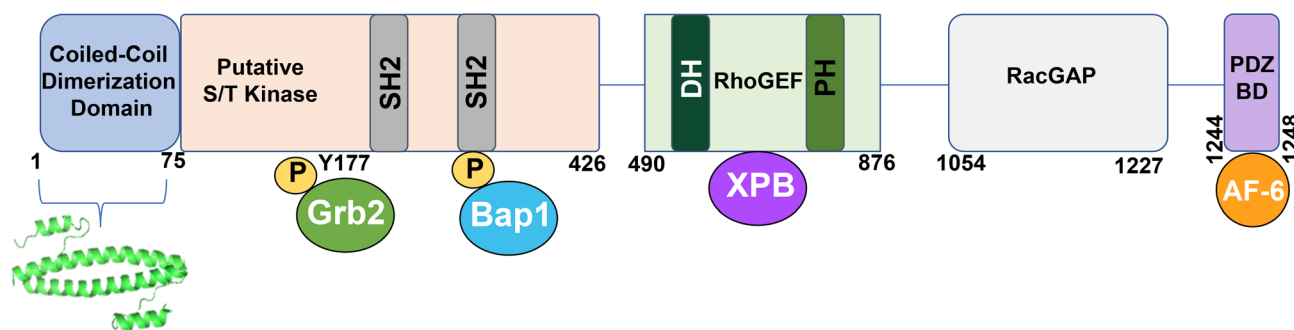 Coiled-Coil
Dimerization
Domain
Putative
S/T Kinase
SH2
SH2
DH
RhoGEF
PH
RacGAP
PDZ
BD
1
75
P
Y177
P
426
490
876
1054
1227
1244
1248
Grb2
Bap1
XPB
AF-6